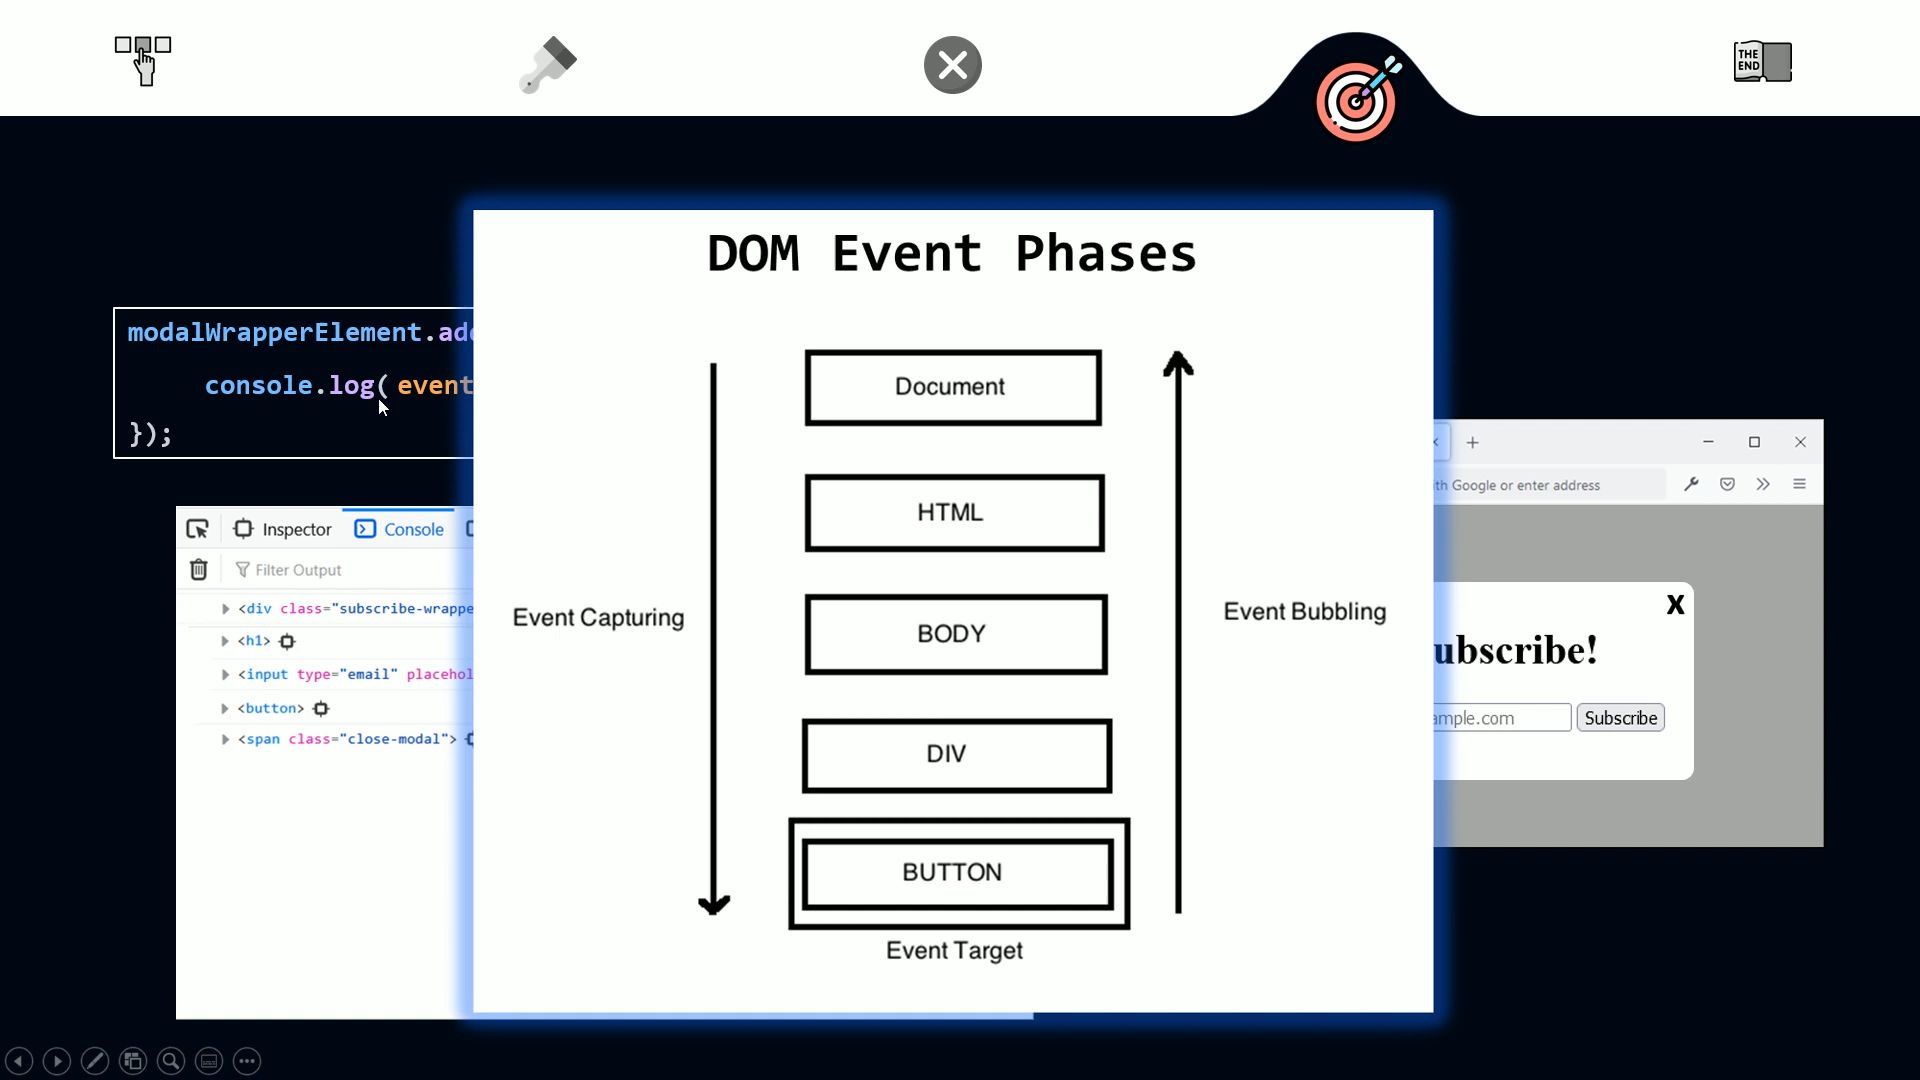 THE
END
DOM Event Phases
modalWrapperElement.add
console.log( event
});
Document
HTML
Event Capturing
BODY
Event Bubbling
DIV
BUTTON
Event Target
Inspector
Console
Filter Output
<div class="subscribe-wrappe
<h1>
<input type="email" placehol
<button>
<span class="close-modal">
th Google or enter address
X
ubscribe!
ample.com
Subscribe